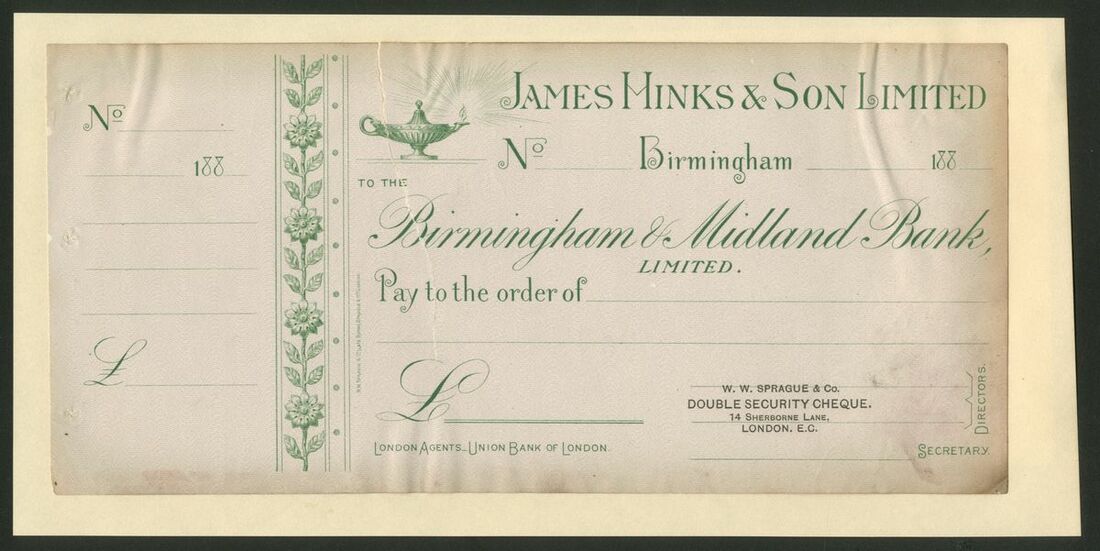 No
188
£
JAMES HINKS & SON LIMITED
No Birmingham 188
TO THE
Birmingham & Midland Bank,
LIMITED.
Pay to the order of
£
W. W. SPRAGUE & Co.
DOUBLE SECURITY CHEQUE.
14 SHERBORNE LANE,
LONDON. E.C.
DIRECTORS.
LONDON AGENTS_UNION BANK OF LONDON.
SECRETARY.